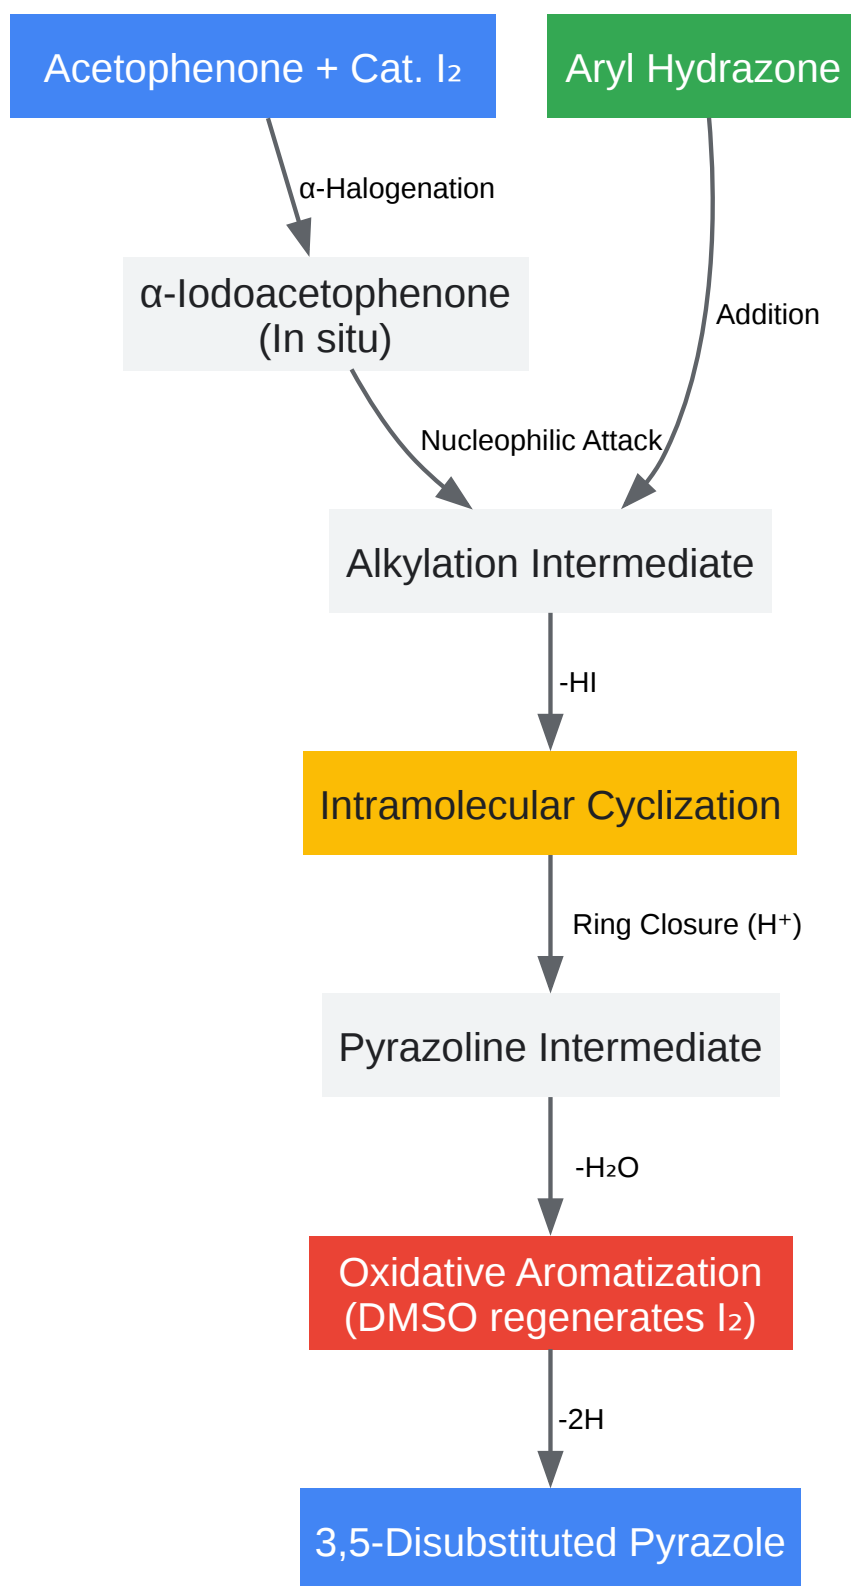 Acetophenone + Cat. I₂
Aryl Hydrazone
α-Halogenation
α-Iodoacetophenone
(In situ)
Addition
Nucleophilic Attack
Alkylation Intermediate
-HI
Intramolecular Cyclization
Ring Closure (H⁺)
Pyrazoline Intermediate
-H₂O
Oxidative Aromatization
(DMSO regenerates I₂)
-2H
3,5-Disubstituted Pyrazole